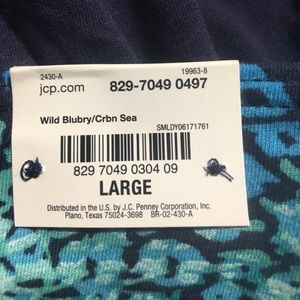 2430-A 19963-8
jcp.com 829-7049 0497
Wild Blubry/Crbn Sea
SMLDY06171761
829 7049 0304 09
LARGE
Distributed in the U.S. by J.C. Penney Corporation, Inc.
Plano, Texas 75024-3698 BR-02-430-A